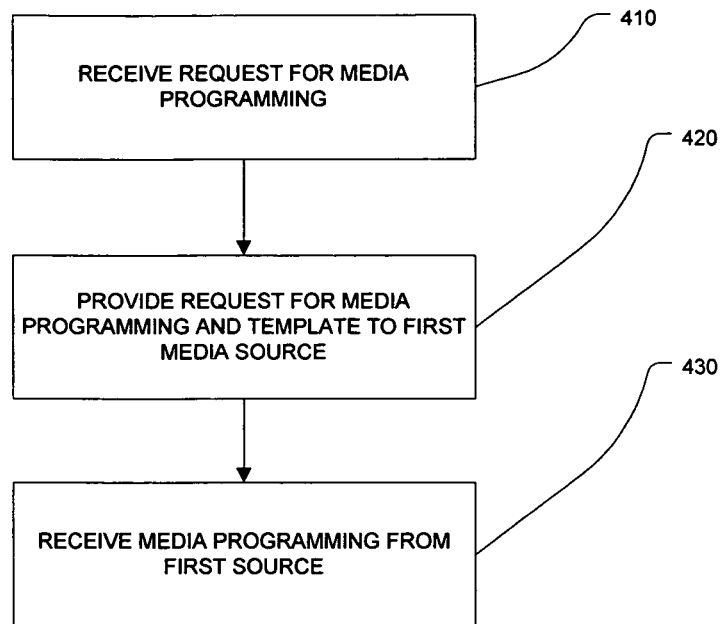 410
RECEIVE REQUEST FOR MEDIA
PROGRAMMING
420
PROVIDE REQUEST FOR MEDIA
PROGRAMMING AND TEMPLATE TO FIRST
MEDIA SOURCE
430
RECEIVE MEDIA PROGRAMMING FROM
FIRST SOURCE